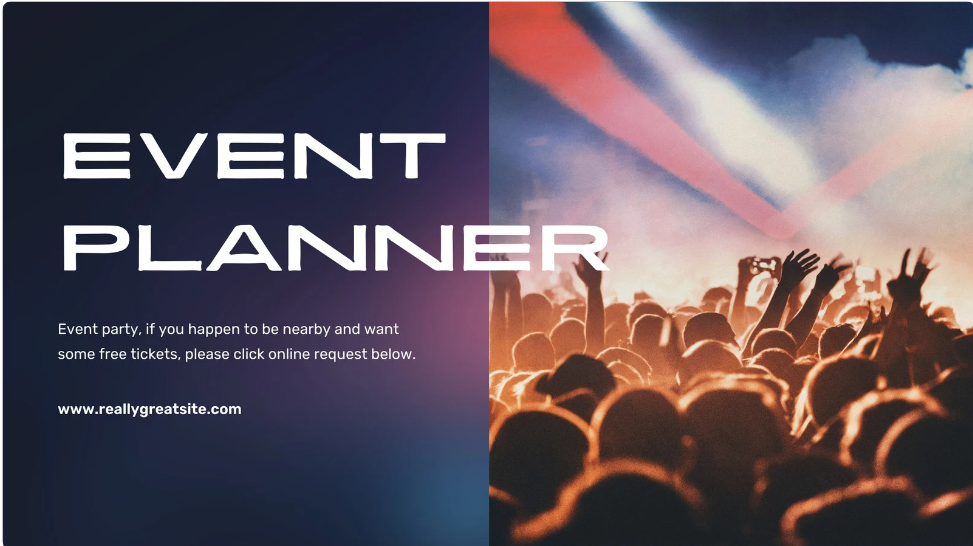 EVENT
PLANNER
Event party, if you happen to be nearby and want
some free tickets, please click online request below.
www.reallygreatsite.com